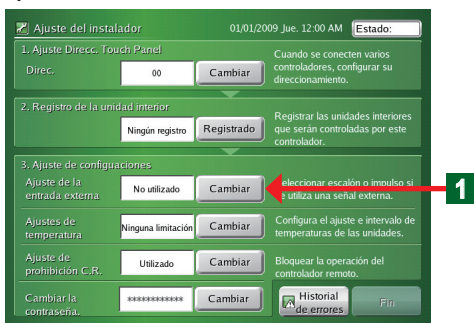 Ajuste del instalador 01/01/2009 Jue. 12:00 AM Estado:
1. Ajuste Direcc. Touch Panel
Direc. 00 Cambiar
Cuando se conecten varios
controladores, configurar su
direccionamiento.
2. Registro de la unidad interior
Ningún registro Registrado
Registrar las unidades interiores
que serán controladas por este
controlador.
3. Ajuste de configuaciones
Ajuste de la
entrada externa No utilizado Cambiar
Seleccionar escalón o impulso si
se utiliza una señal externa.
1
Ajustes de
temperatura Ninguna limitación Cambiar
Configura el ajuste e intervalo de
temperaturas de las unidades.
Ajuste de
prohibición C.R. Utilizado Cambiar
Bloquear la operación del
controlador remoto.
Cambiar la
contraseña. ************ Cambiar
Historial
de errores
Fin